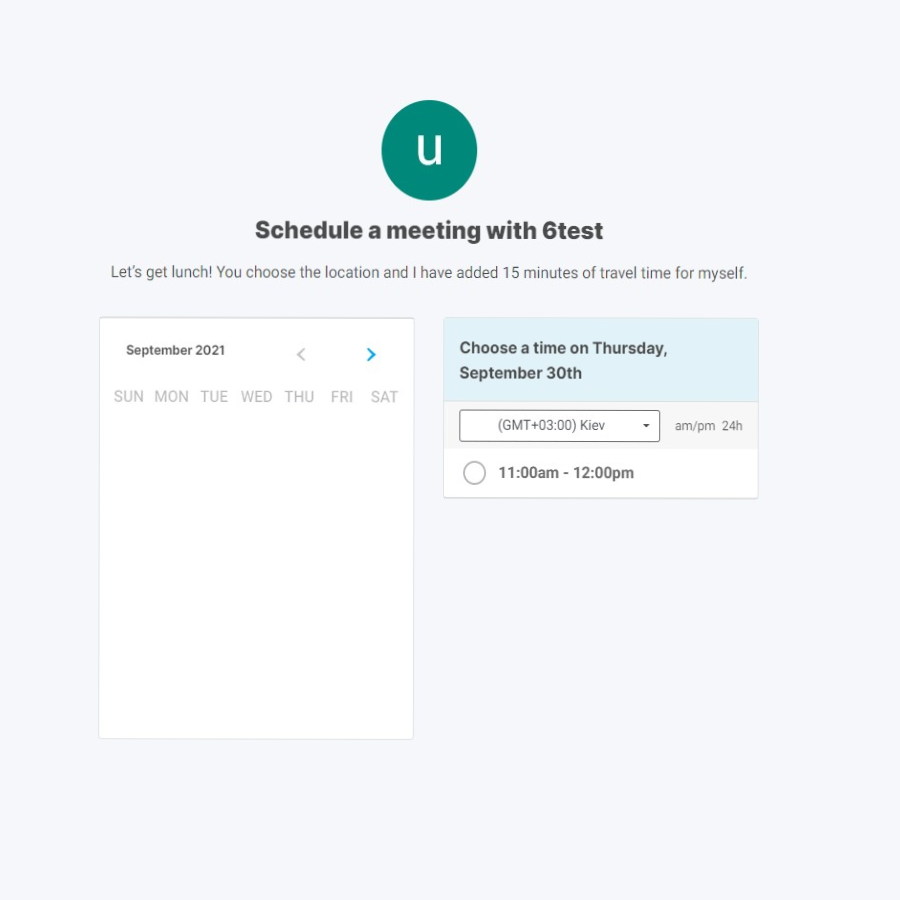 u
Schedule a meeting with 6test
Let's get lunch! You choose the location and I have added 15 minutes of travel time for myself.
September 2021
SUN MON TUE WED THU FRI SAT
Choose a time on Thursday,
September 30th
(GMT+03:00) Kiev
am/pm 24h
11:00am - 12:00pm